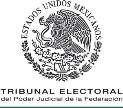 ESTADOS UNIDOS MEXICANOS
TRIBUNAL ELECTORAL
del Poder Judicial de la Federación